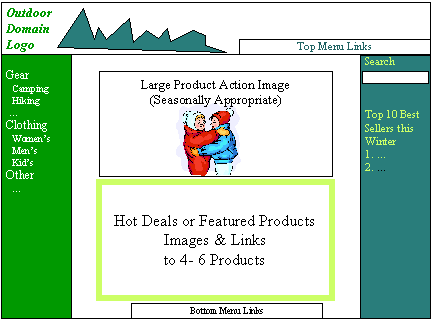 Outdoor
Domain
Logo
Top Menu Links
Gear
Camping
Hiking
...
Clothing
Women's
Men's
Kid's
Other
...
Large Product Action Image
(Seasonally Appropriate)
Hot Deals or Featured Products
Images & Links
to 4- 6 Products
Search
Top 10 Best
Sellers this
Winter
1. ...
2. ...
Bottom Menu Links